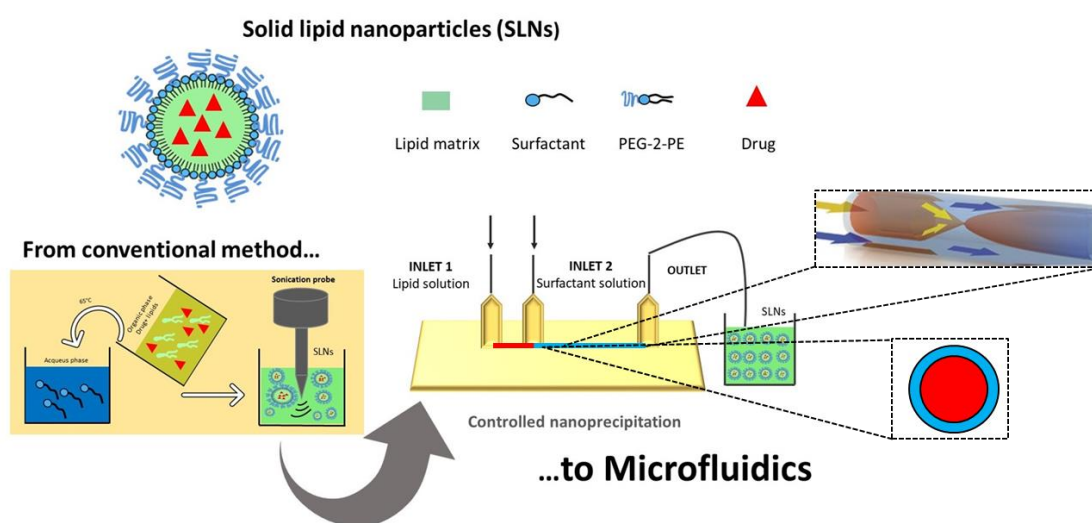 Solid lipid nanoparticles (SLNs)
Lipid matrix
Surfactant
PEG-2-PE
Drug
From conventional method...
Sonication probe
65°C
Organic phase
Drug+ lipids
Acqueus phase
SLNs
INLET 1
Lipid solution
INLET 2
Surfactant solution
OUTLET
SLNs
Controlled nanoprecipitation
...to Microfluidics